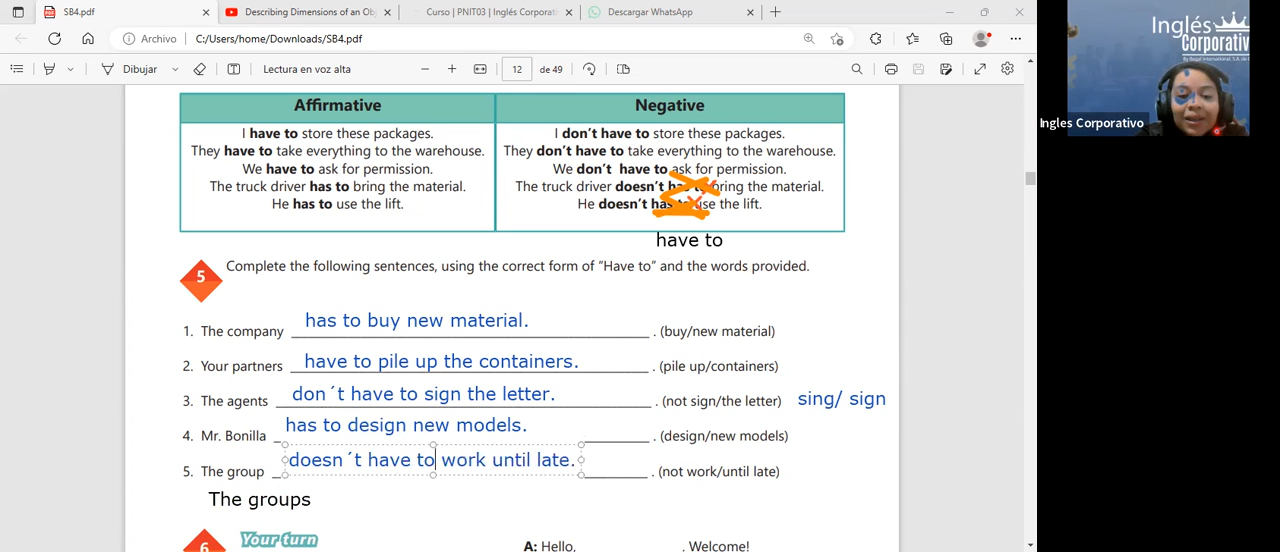 SB4.pdf
Describing Dimensions of an Obj
Curso | PNIT03 | Inglés Corporati
Descargar WhatsApp
Archivo
C:/Users/home/Downloads/SB4.pdf
Dibujar
Lectura en voz alta
12
de 49
Inglés
Corporativo
Ingles Corporativo
Affirmative
Negative
I have to store these packages.
They have to take everything to the warehouse.
We have to ask for permission.
The truck driver has to bring the material.
He has to use the lift.
I don't have to store these packages.
They don't have to take everything to the warehouse.
We don't have to ask for permission.
The truck driver doesn't has to bring the material.
He doesn't has to use the lift.
have to
5 Complete the following sentences, using the correct form of "Have to" and the words provided.
1. The company has to buy new material. . (buy/new material)
2. Your partners have to pile up the containers. . (pile up/containers)
3. The agents don´t have to sign the letter. . (not sign/the letter) sing/ sign
4. Mr. Bonilla has to design new models. . (design/new models)
5. The group doesn´t have to work until late. . (not work/until late)
The groups
6 Your turn
A: Hello, . Welcome!